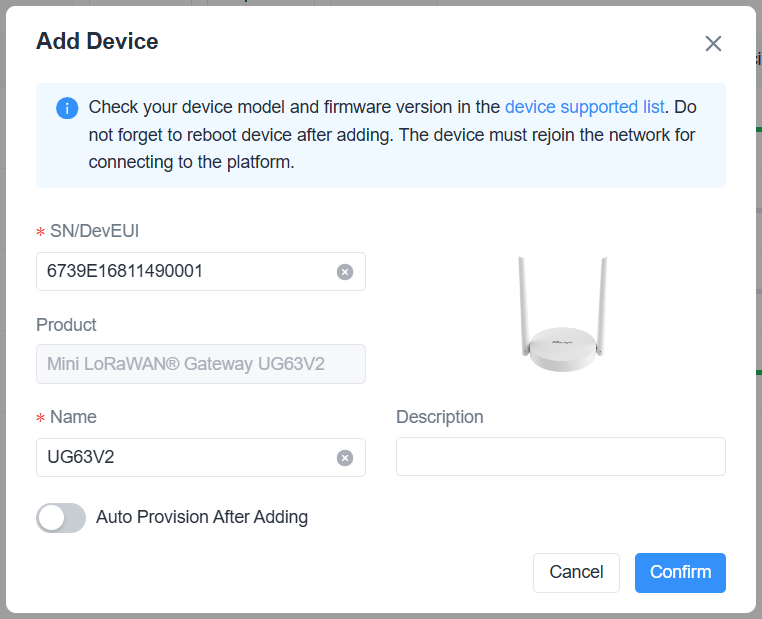 Add Device
Check your device model and firmware version in the device supported list. Do
not forget to reboot device after adding. The device must rejoin the network for
connecting to the platform.
* SN/DevEUI
6739E16811490001
Product
Mini LoRaWAN® Gateway UG63V2
* Name
UG63V2
Description
Auto Provision After Adding
Cancel
Confirm